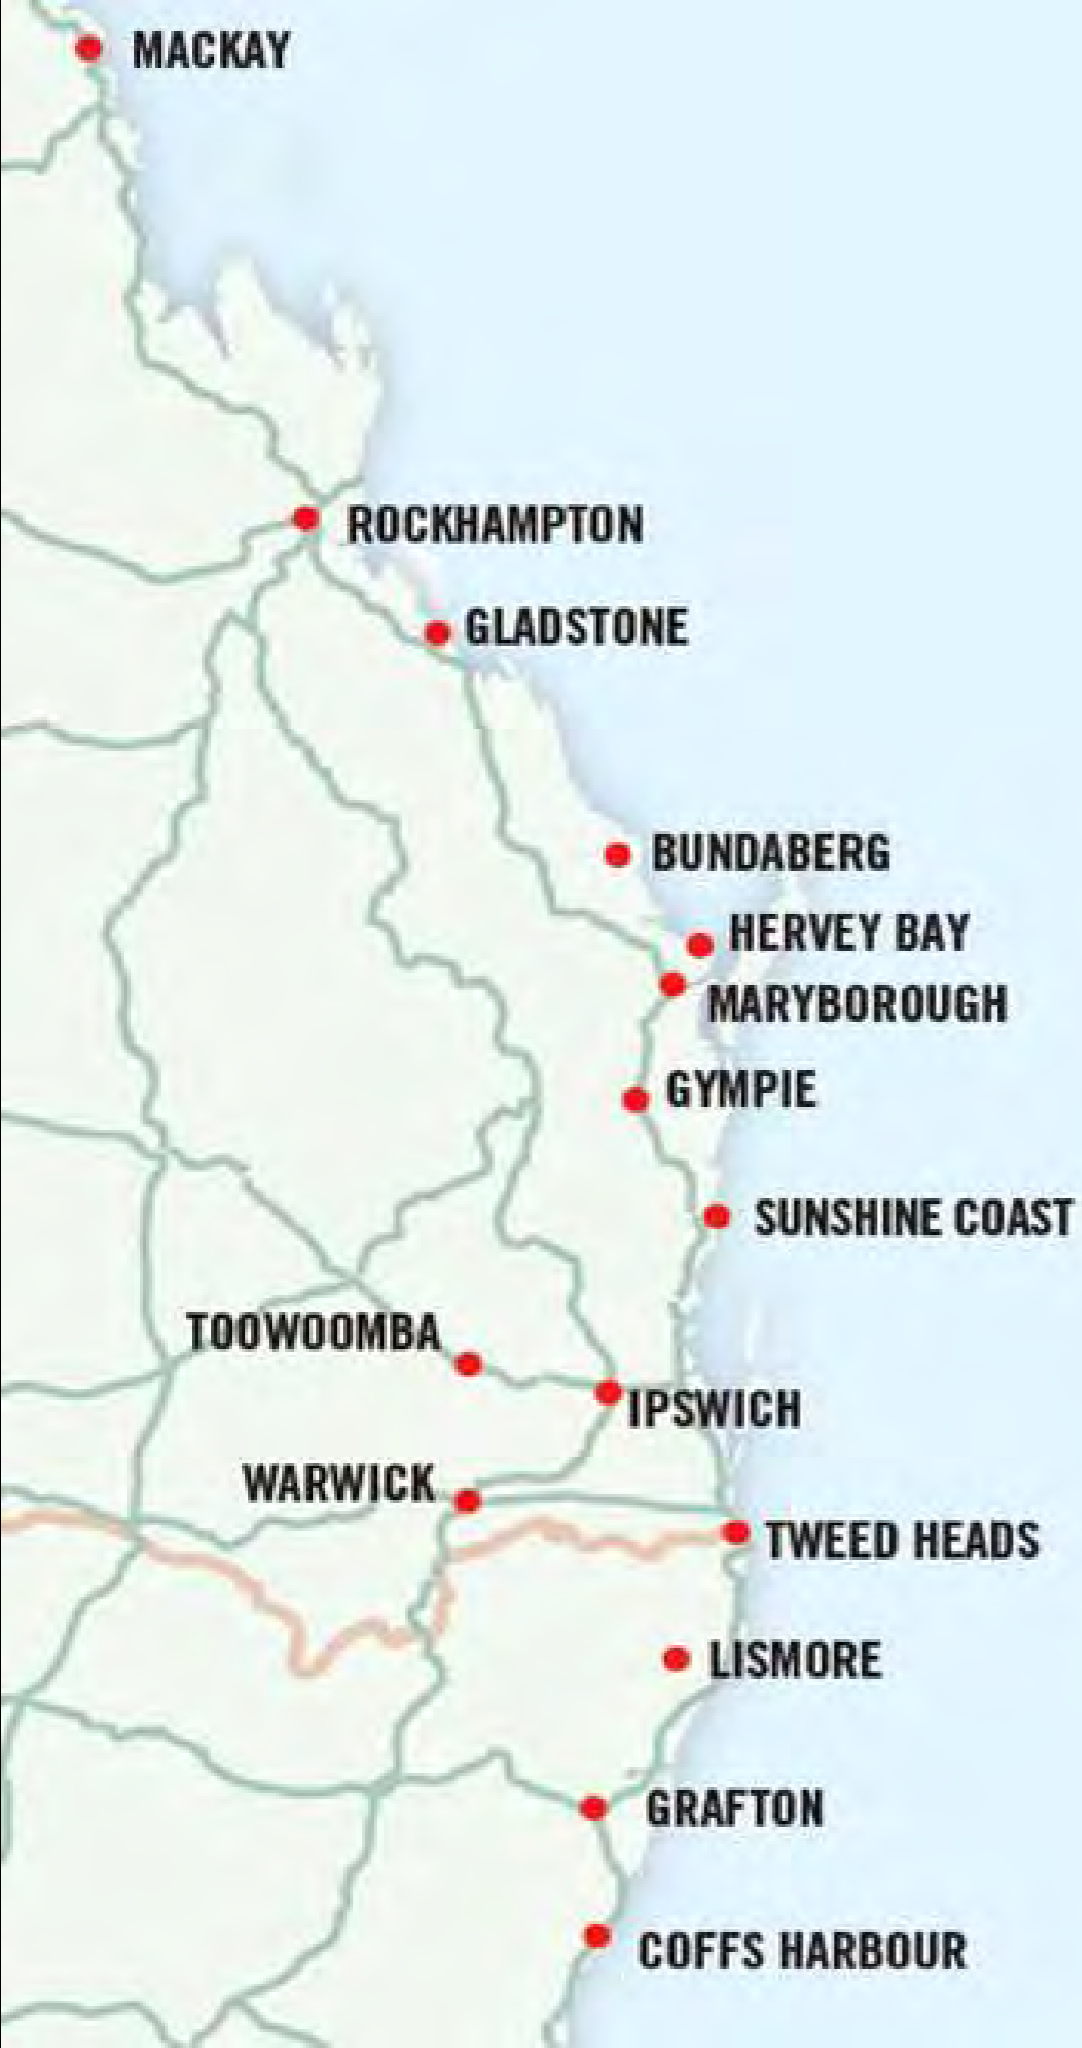 MACKAY
ROCKHAMPTON
GLADSTONE
BUNDABERG
HERVEY BAY
MARYBOROUGH
GYMPIE
SUNSHINE COAST
TOOWOOMBA
IPSWICH
WARWICK
TWEED HEADS
LISMORE
GRAFTON
COFFS HARBOUR